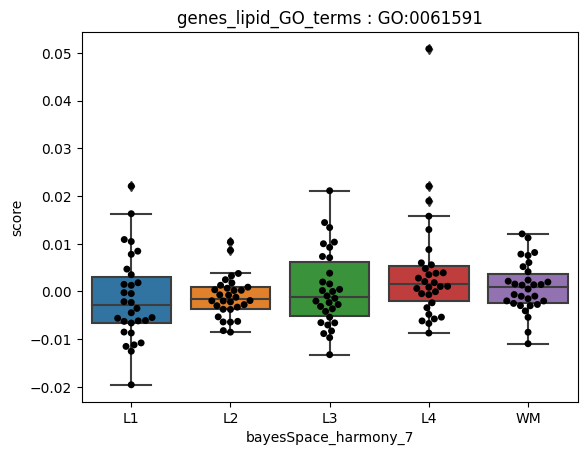 genes_lipid_GO_terms : GO:0061591
0.05
0.04
0.03
0.02
0.01
0.00
−0.01
−0.02
score
L1 L2 L3 L4 WM
bayesSpace_harmony_7